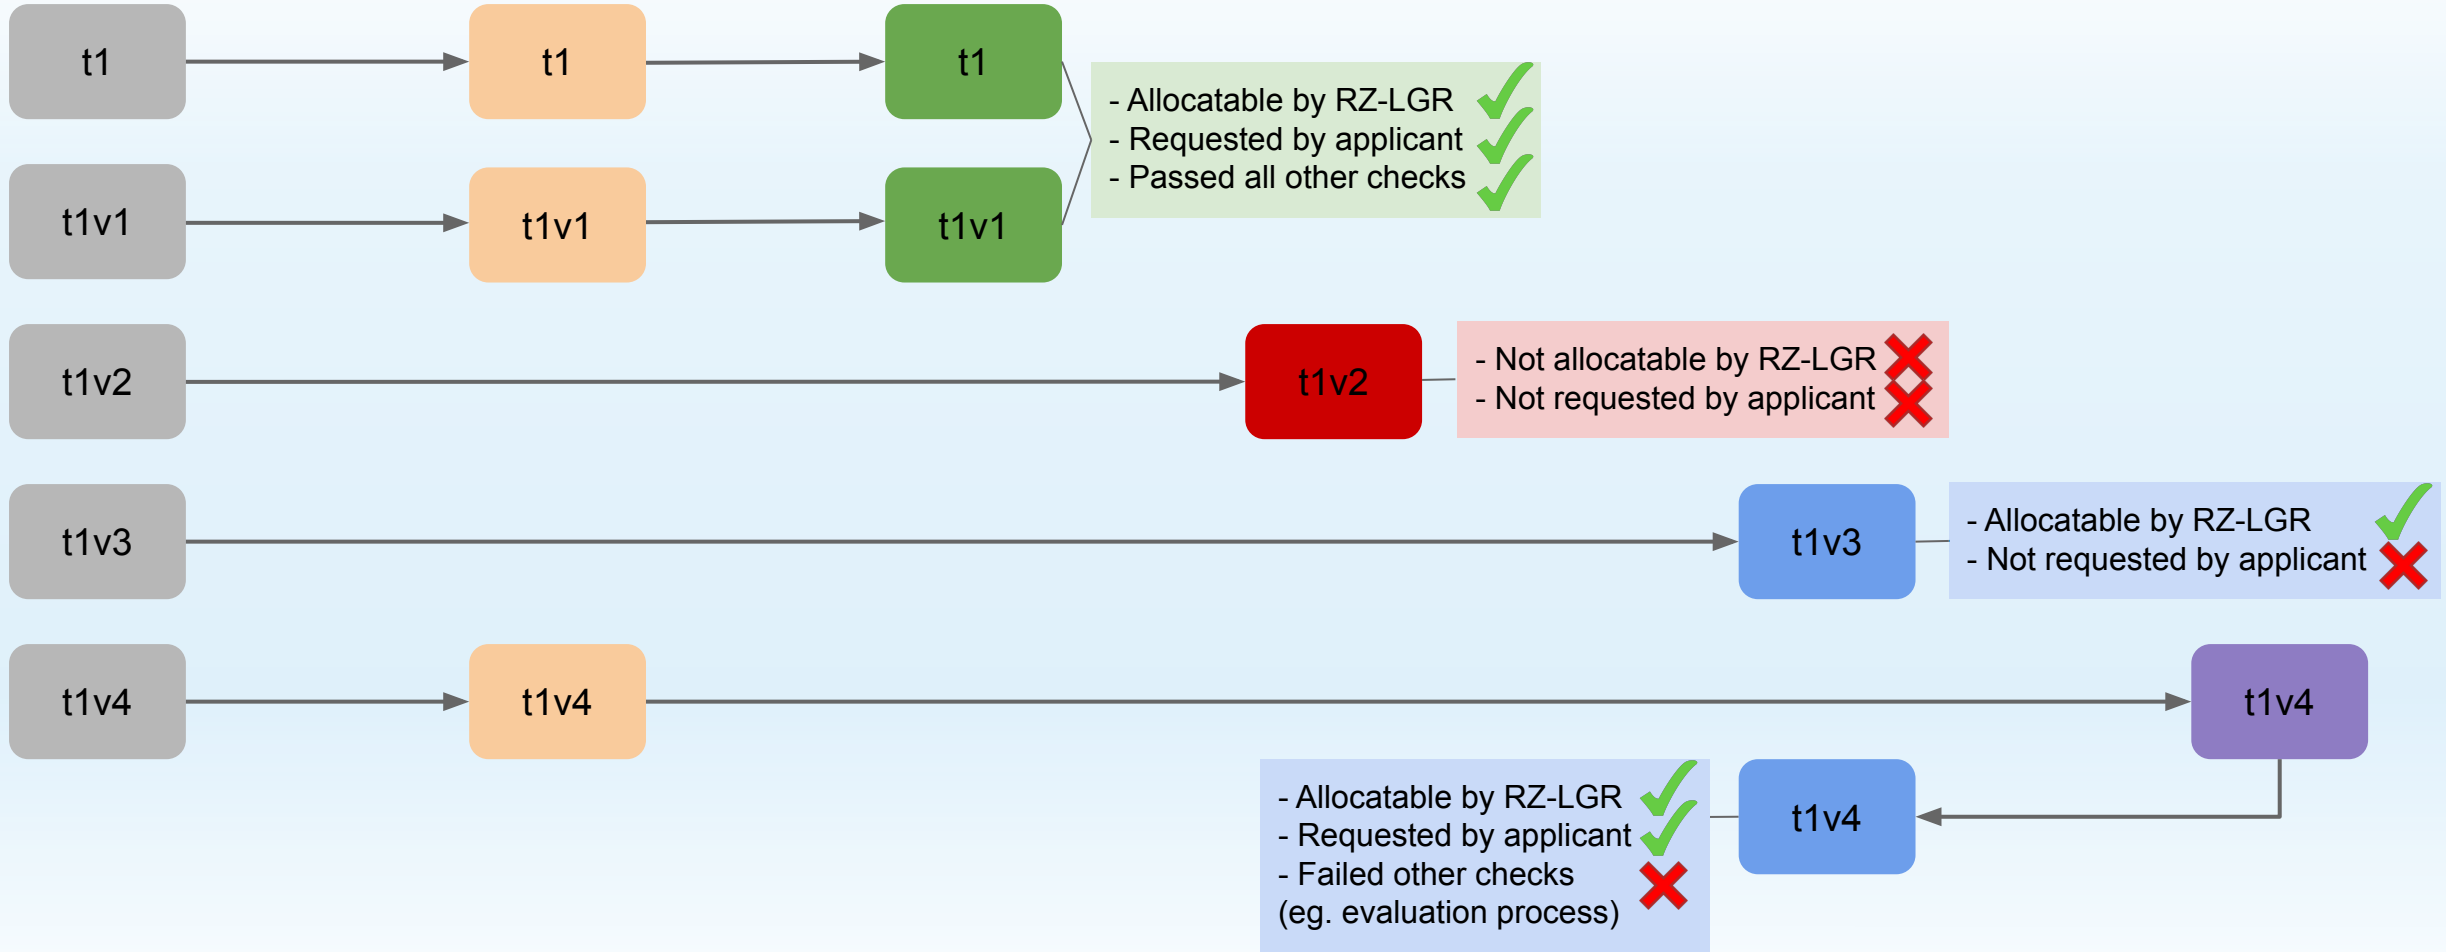 t1
t1
t1
- Allocatable by RZ-LGR
- Requested by applicant
- Passed all other checks
t1v1
t1v1
t1v1
t1v2
t1v2
- Not allocatable by RZ-LGR
- Not requested by applicant
t1v3
t1v3
- Allocatable by RZ-LGR
- Not requested by applicant
t1v4
t1v4
t1v4
- Allocatable by RZ-LGR
- Requested by applicant
- Failed other checks
(eg. evaluation process)
t1v4